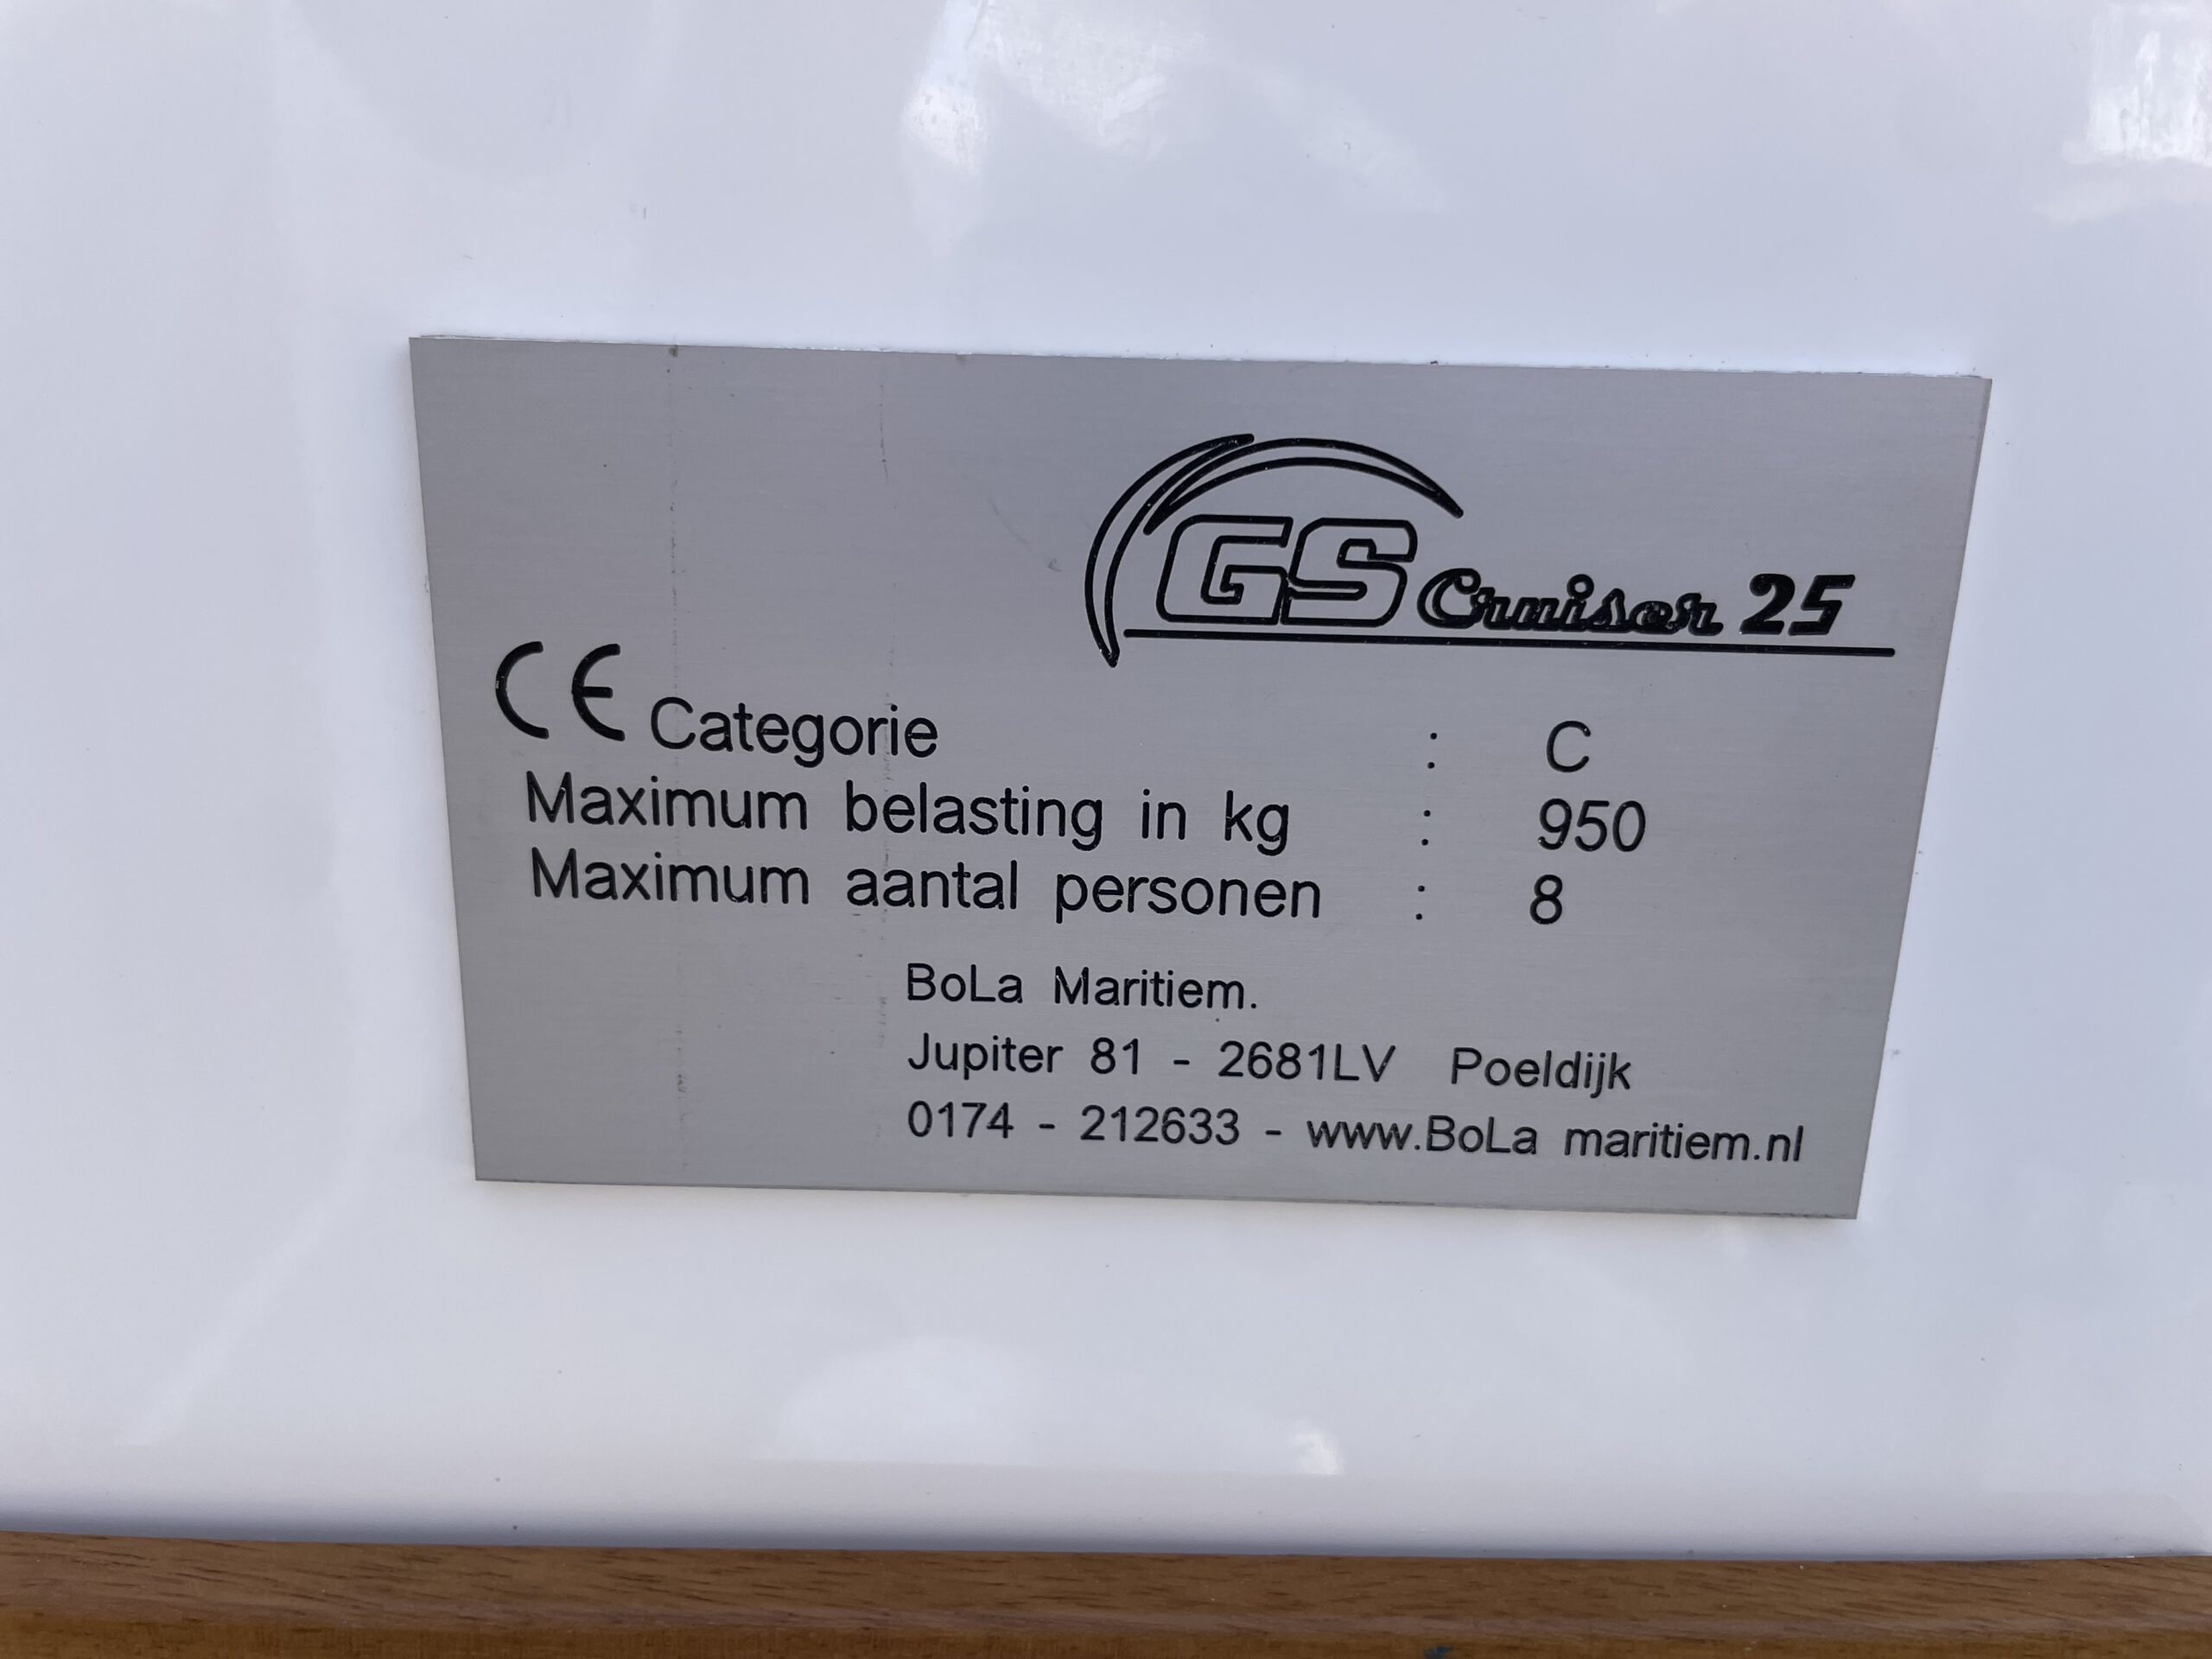 GS Cruiser 25
CE Categorie : C
Maximum belasting in kg : 950
Maximum aantal personen : 8
BoLa Maritiem.
Jupiter 81 - 2681LV Poeldijk
0174 - 212633 - www.BoLa maritiem.nl